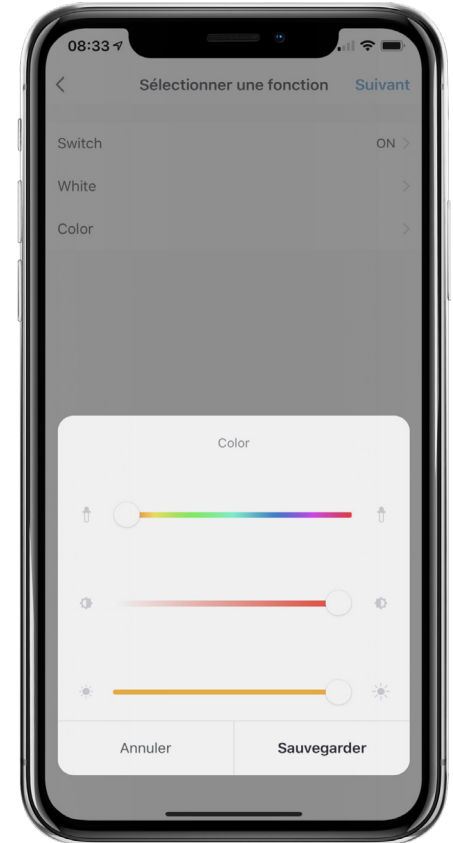 08:33
Sélectionner une fonction Suivant
Switch ON
White
Color
Color
Annuler Sauvegarder